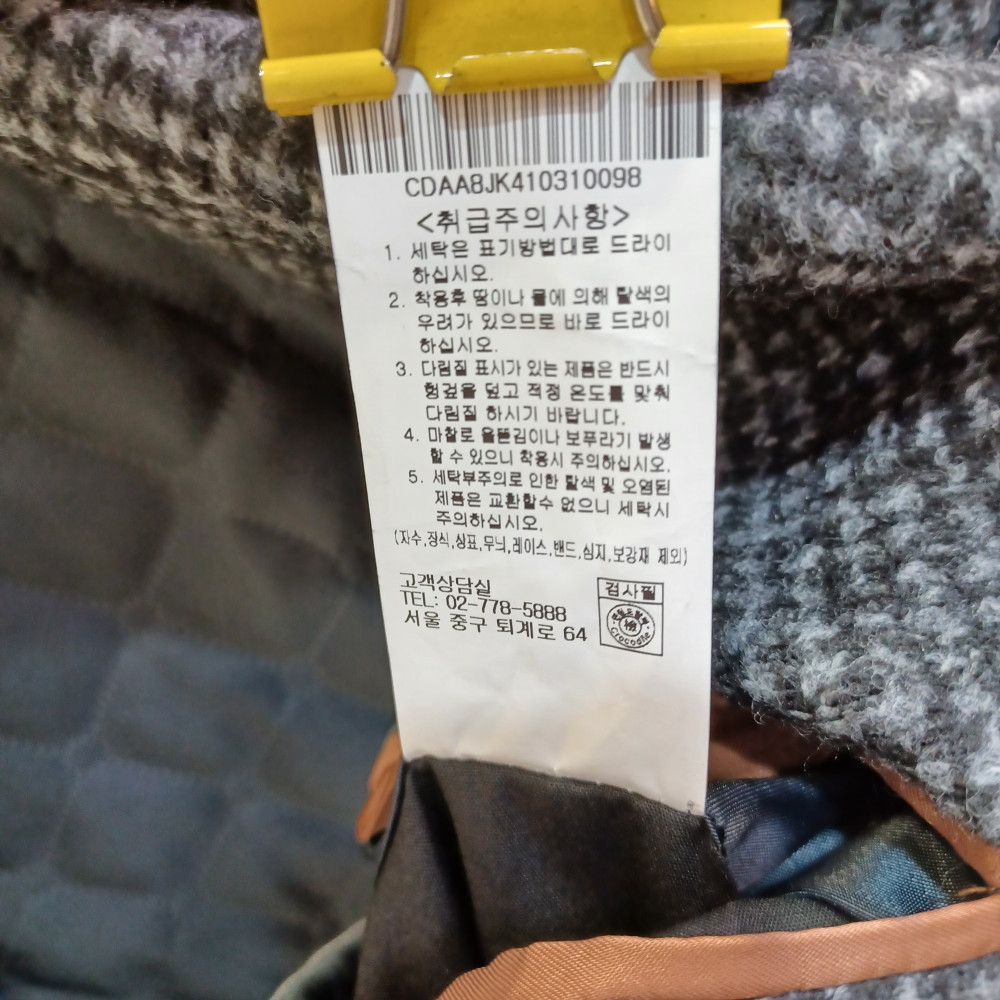 CDAA8JK410310098
<취급주의사항>
1. 세탁은 표기방법대로 드라이
하십시오.
2. 착용후 땀이나 물에 의해 탈색의
우려가 있으므로 바로 드라이
하십시오.
3. 다림질 표시가 있는 제품은 반드시
헝겊을 덮고 적정 온도를 맞춰
다림질 하시기 바랍니다.
4. 마찰로 올뜯김이나 보푸라기 발생
할 수 있으니 착용시 주의하십시오.
5. 세탁부주의로 인한 탈색 및 오염된
제품은 교환할수 없으니 세탁시
주의하십시오.
(자수,장식,상표,무늬,레이스,밴드,심지,보강재 제외)
고객상담실
TEL: 02-778-5888
서울 중구 퇴계로 64
검사필
Crocodile